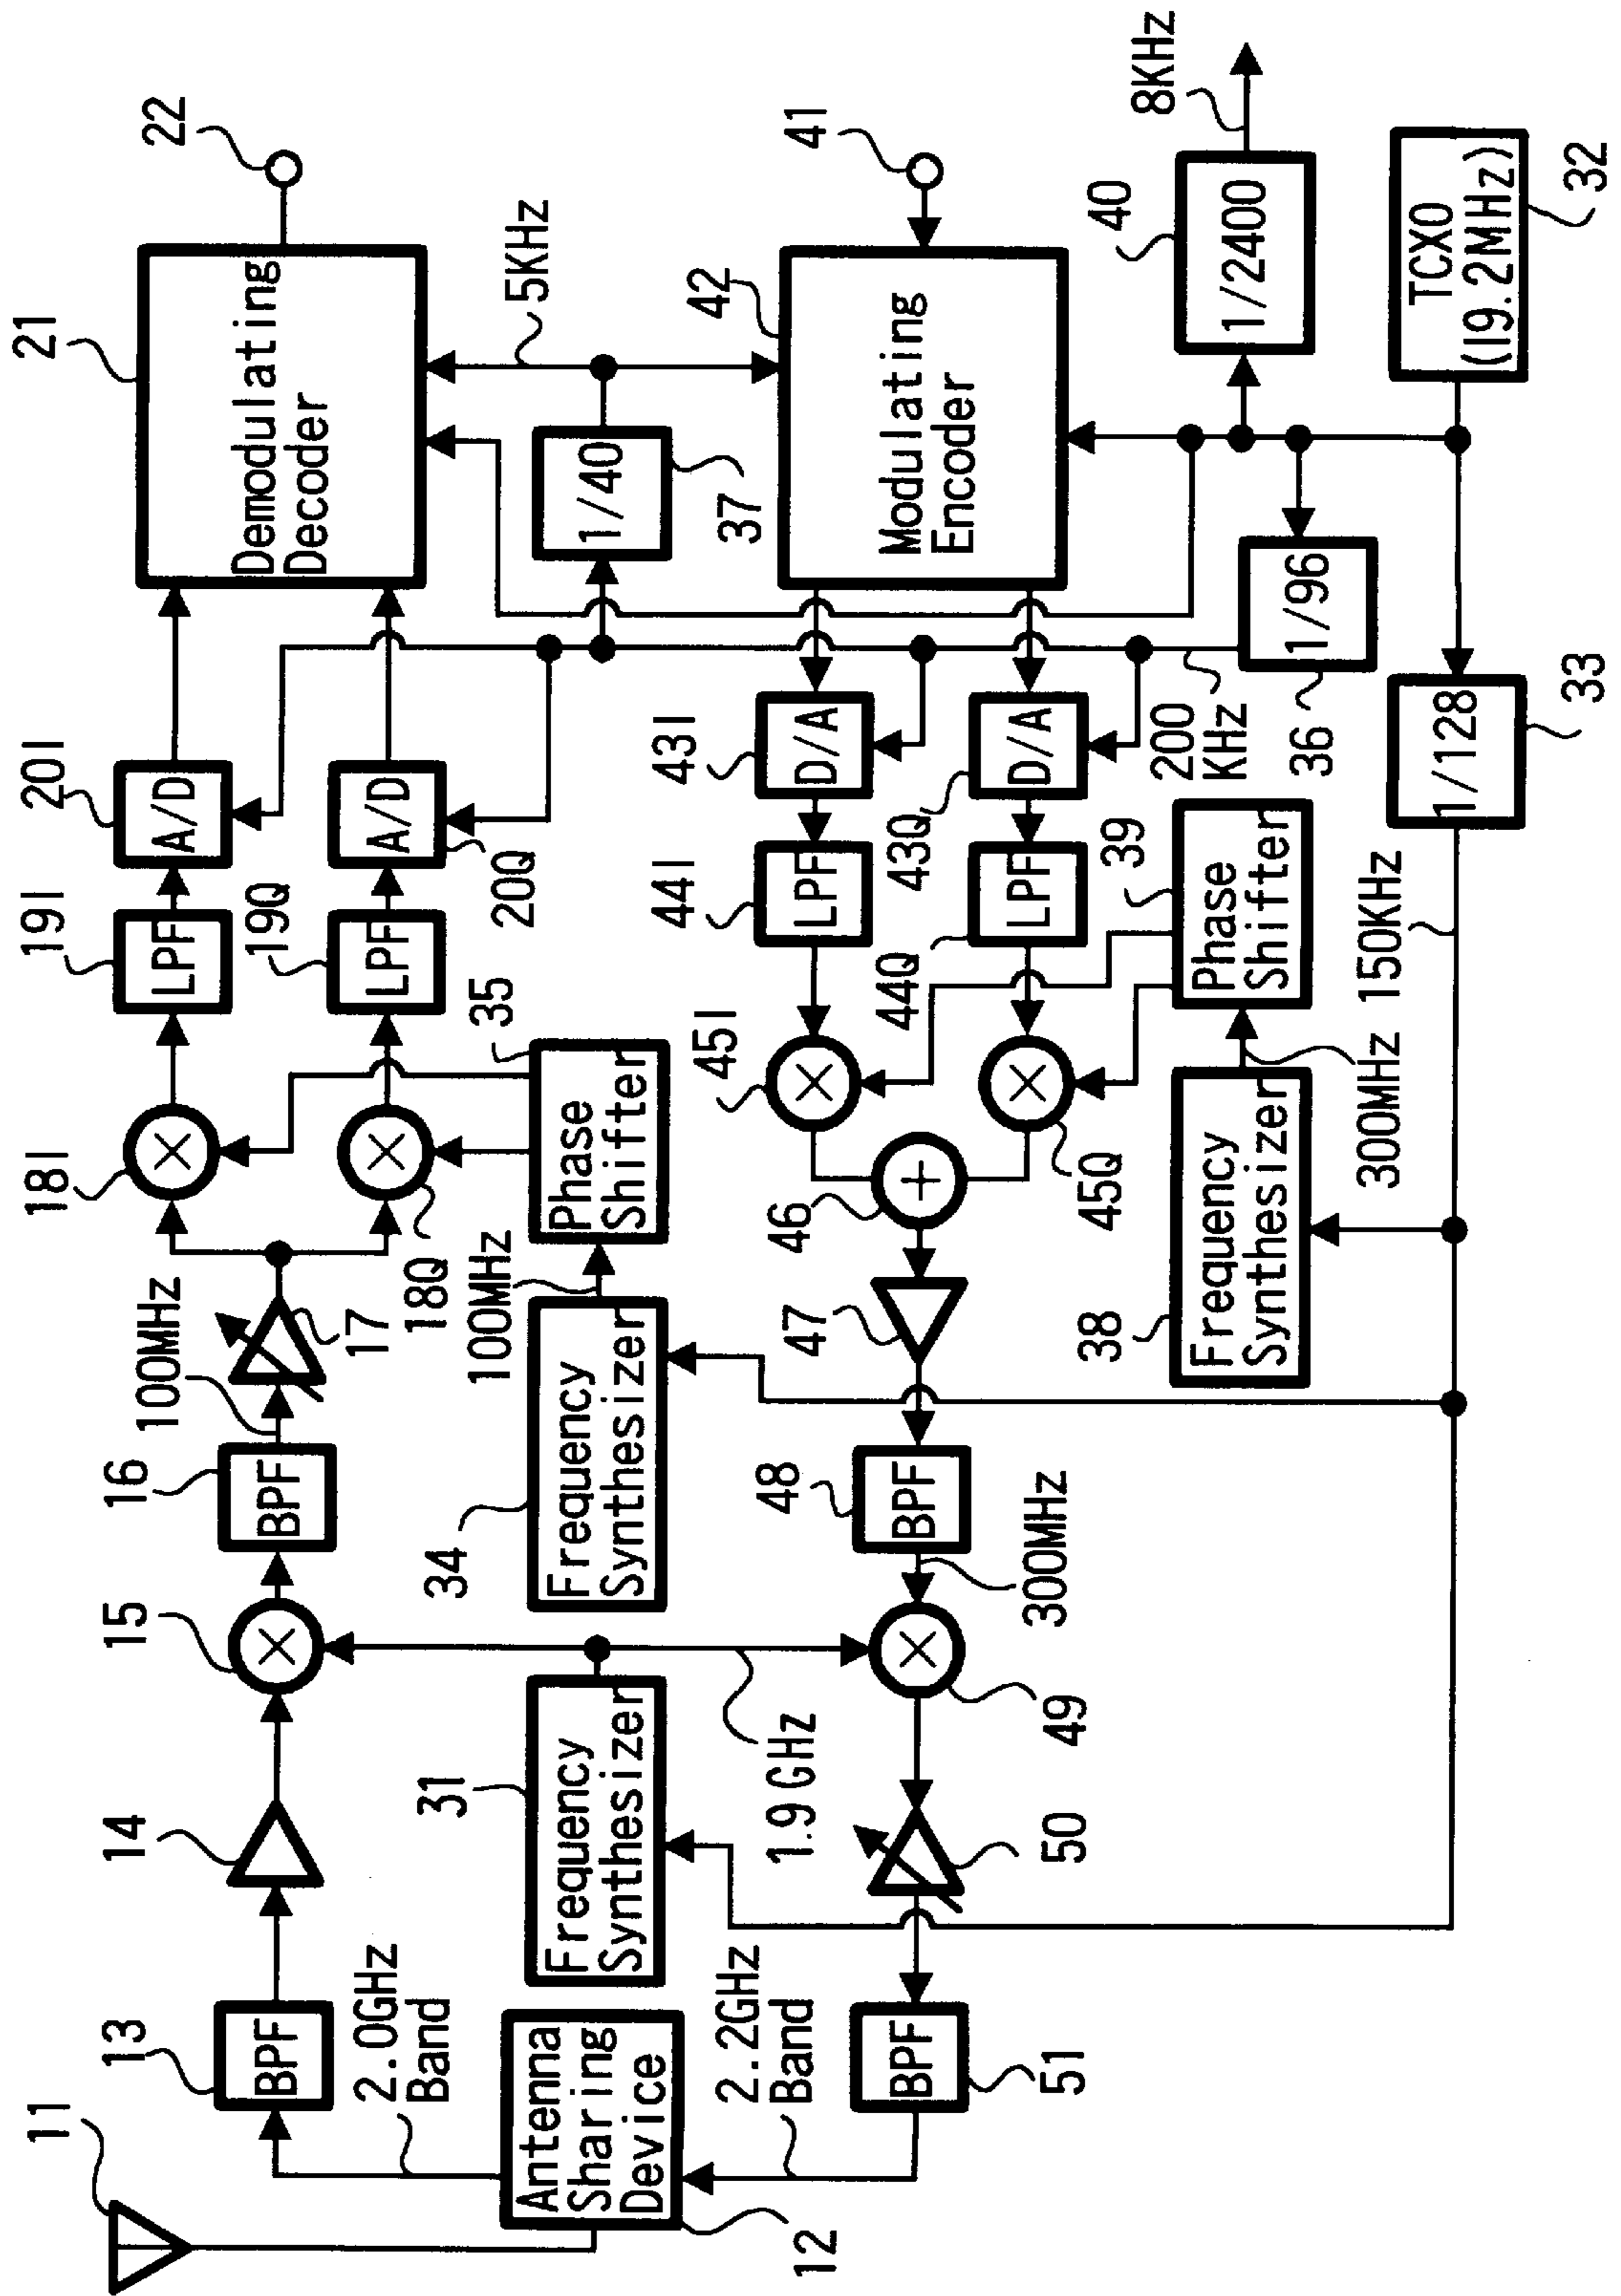 11
13
BPF
14
15
16
BPF
100MHz
17
18I
19I
LPF
20I
A/D
21
Demodulating
Decoder
22
2.0GHz
Band
18Q
19Q
LPF
20Q
A/D
5KHz
Antenna
Sharing
Device
12
31
Frequency
Synthesizer
34
Frequency
Synthesizer
100MHz
35
Phase
Shifter
1/40
37
1.9GHz
2.2GHz
Band
BPF
51
50
49
300MHz
48
BPF
47
46
45I
44I
LPF
43I
D/A
42
Modulating
Encoder
41
45Q
44Q
LPF
43Q
D/A
200
KHz
40
1/2400
8KHz
38
Frequency
Synthesizer
300MHz
39
Phase
Shifter
36
1/96
150KHz
1/128
33
TCXO
(19.2MHz)
32